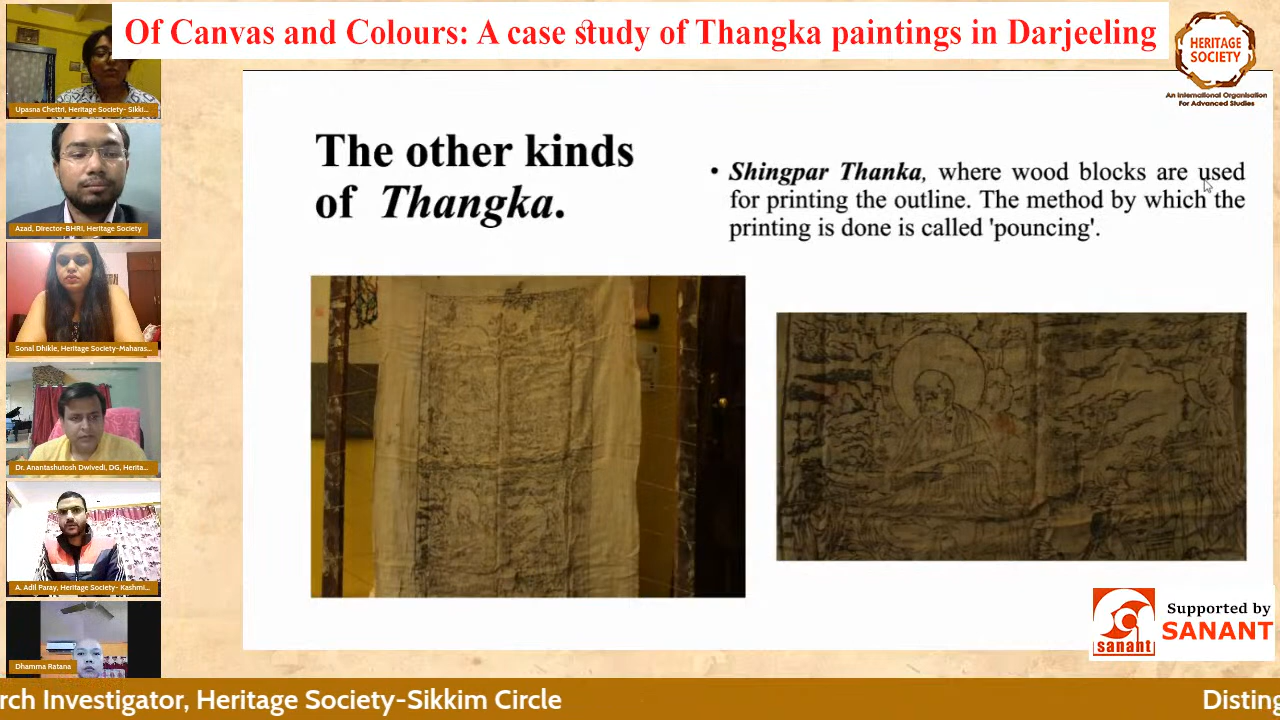 Of Canvas and Colours: A case study of Thangka paintings in Darjeeling
HERITAGE
SOCIETY
An International Organisation
For Advanced Studies
Upasna Chettri, Heritage Society- Sikki...
Azad, Director-BHRI, Heritage Society
Sonal Dhikle, Heritage Society-Maharas...
Dr. Anantashutosh Dwivedi, DG, Herita...
A. Adil Paray, Heritage Society- Kashmi...
Dhamma Ratana
The other kinds
of Thangka.
• Shingpar Thanka, where wood blocks are used
for printing the outline. The method by which the
printing is done is called 'pouncing'.
sanant
Supported by
SANANT
rch Investigator, Heritage Society-Sikkim Circle
Disting